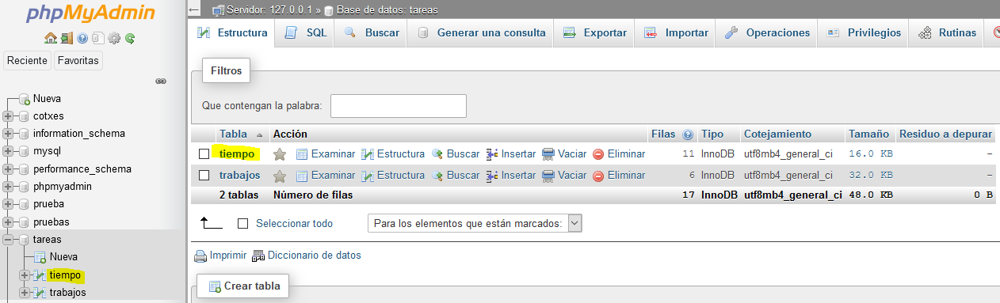 phpMyAdmin
Reciente Favoritas
Nueva
cotxes
information_schema
mysql
performance_schema
phpmyadmin
prueba
pruebas
tareas
Nueva
tiempo
trabajos
Servidor: 127.0.0.1 » Base de datos: tareas
Estructura SQL Buscar Generar una consulta Exportar Importar Operaciones Privilegios Rutinas
Filtros
Que contengan la palabra:
Tabla Acción Filas Tipo Cotejamiento Tamaño Residuo a depurar
tiempo Examinar Estructura Buscar Insertar Vaciar Eliminar 11 InnoDB utf8mb4_general_ci 16.0 KB -
trabajos Examinar Estructura Buscar Insertar Vaciar Eliminar 6 InnoDB utf8mb4_general_ci 32.0 KB -
2 tablas Número de filas 17 InnoDB utf8mb4_general_ci 48.0 KB 0 B
Seleccionar todo Para los elementos que están marcados:
Imprimir Diccionario de datos
Crear tabla